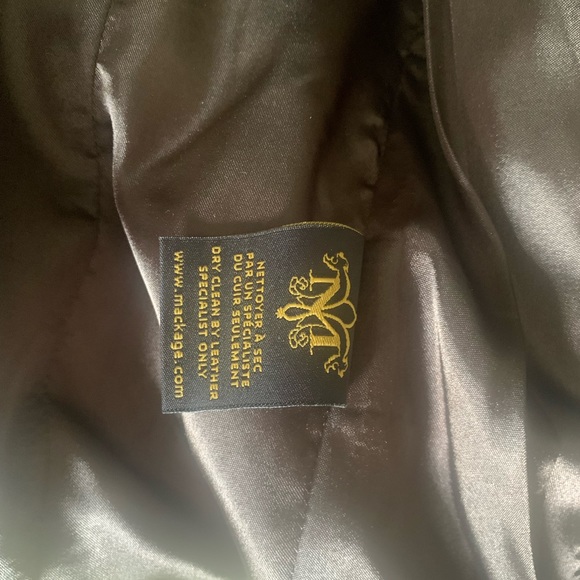 NETTOYER A SEC
PAR UN SPÉCIALISTE
DU CUIR SEULEMENT
DRY CLEAN BY LEATHER
SPECIALIST ONLY
www.mackage.com